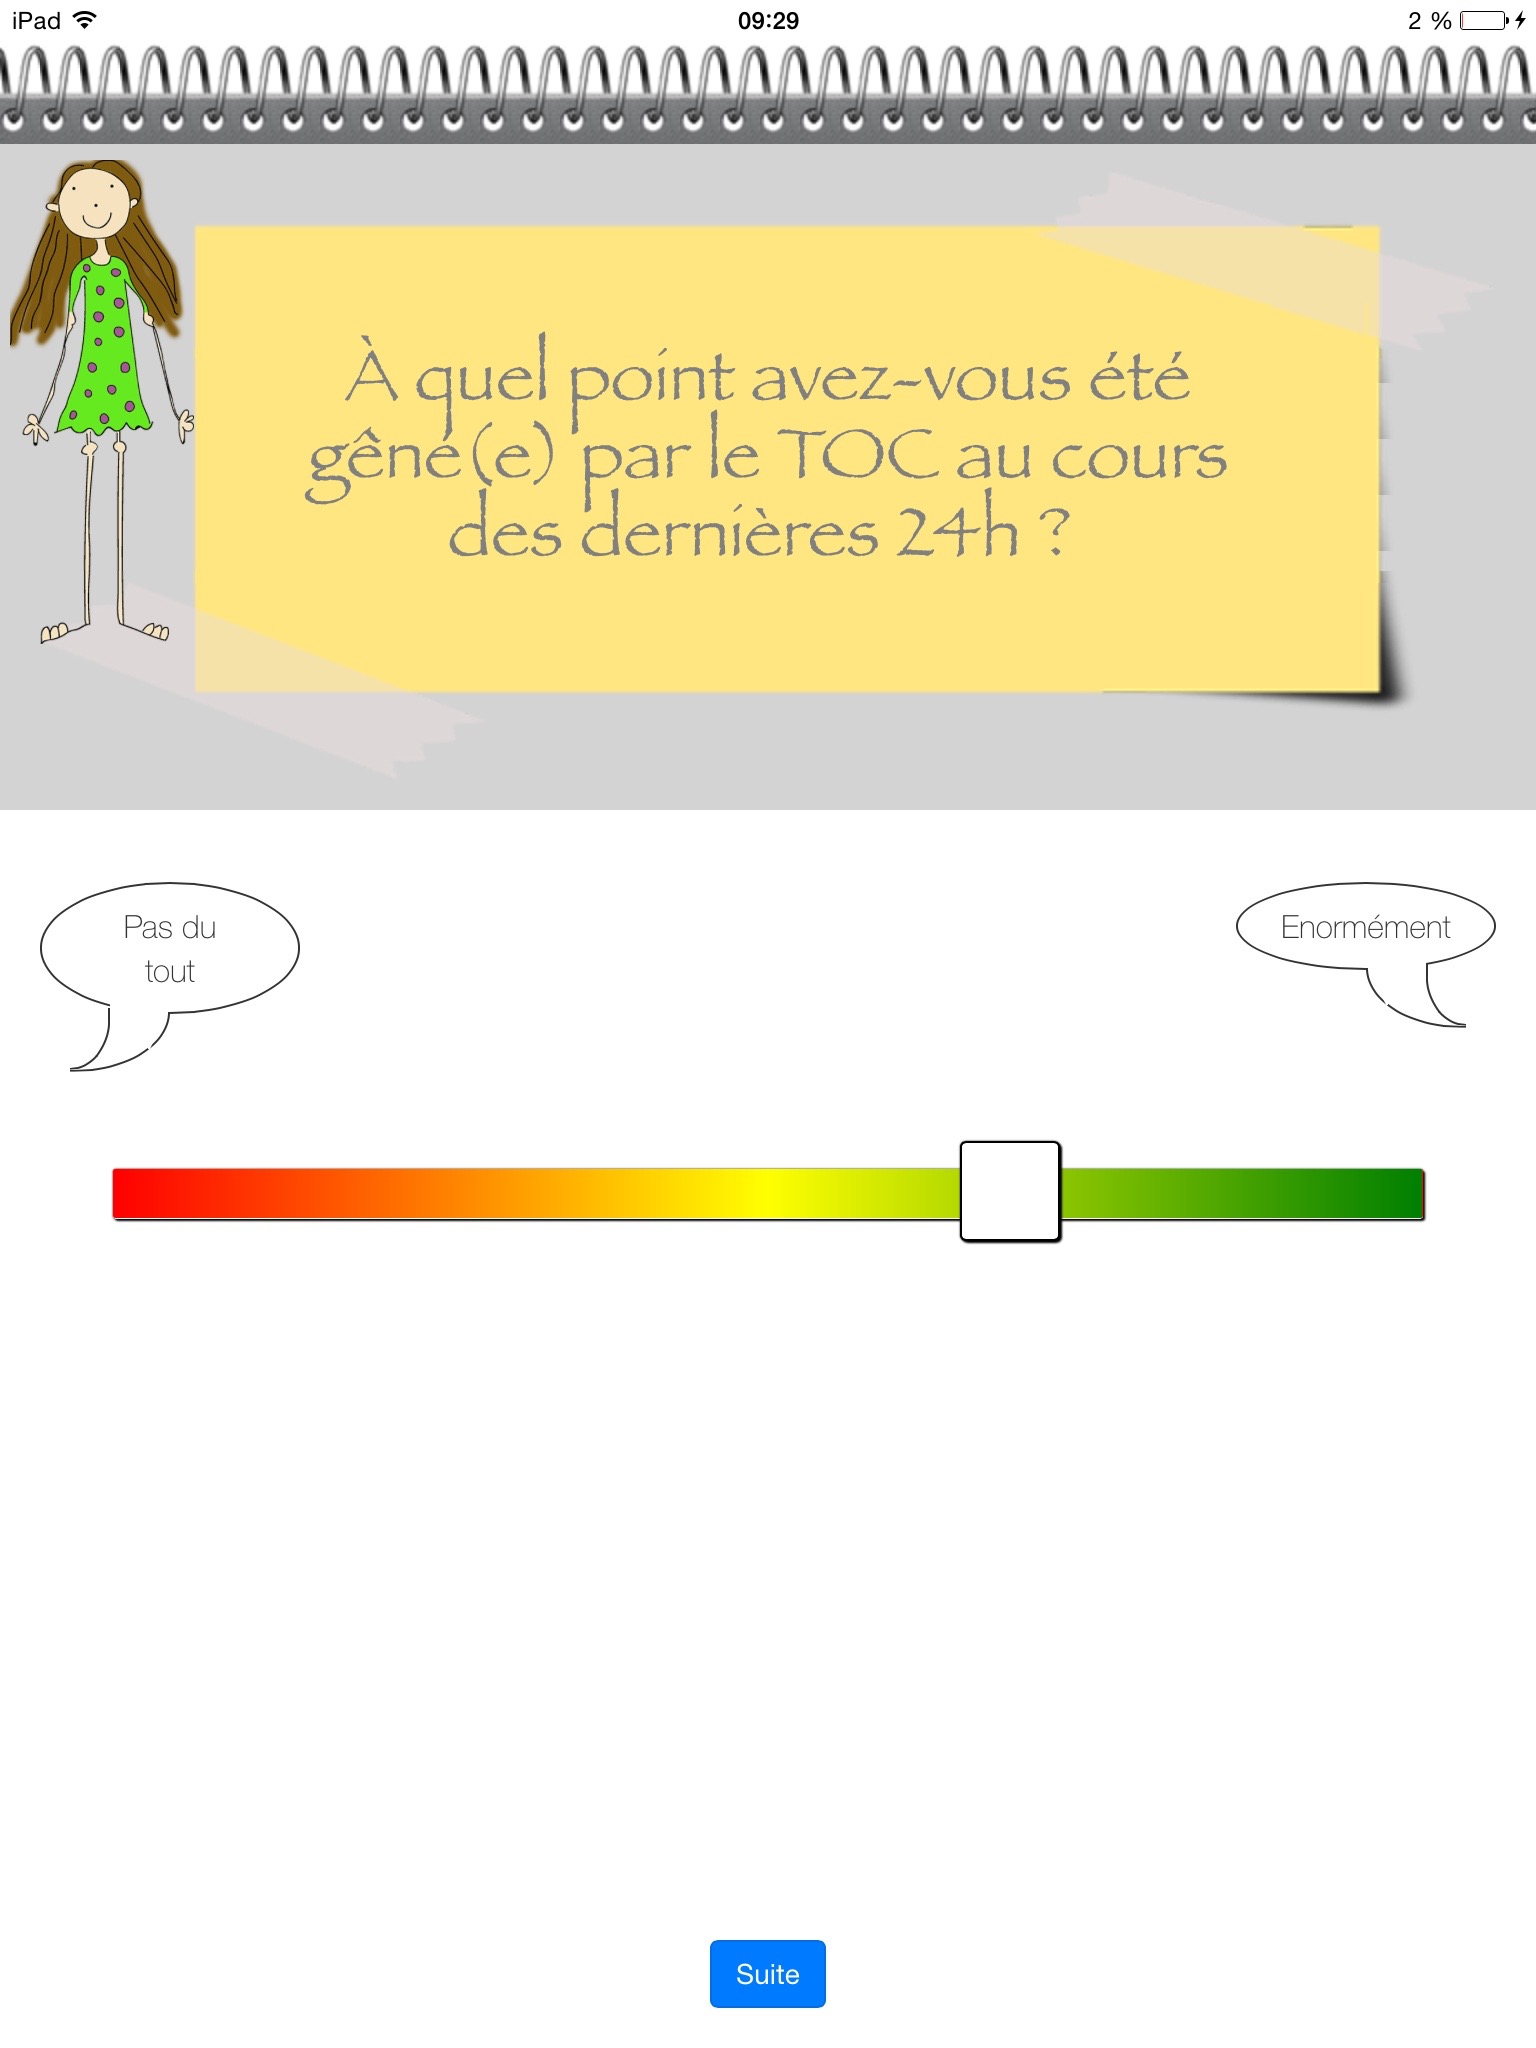 iPad 09:29 2 %
À quel point avez-vous été
gêné(e) par le TOC au cours
des dernières 24h ?
Pas du
tout
Enormément
Suite